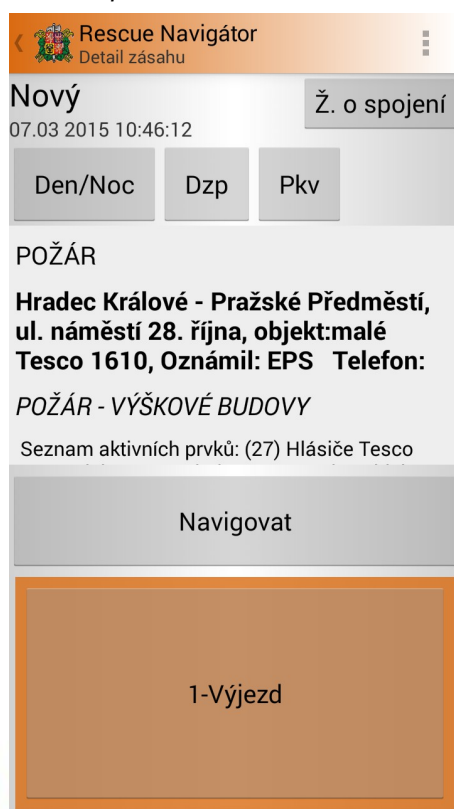 Rescue Navigátor
Detail zásahu
Nový
Ž. o spojení
07.03 2015 10:46:12
Den/Noc Dzp Pkv
POŽÁR
Hradec Králové - Pražské Předměstí,
ul. náměstí 28. října, objekt:malé
Tesco 1610, Oznámil: EPS Telefon:
POŽÁR - VÝŠKOVÉ BUDOVY
Seznam aktivních prvků: (27) Hlásiče Tesco
Navigovat
1-Výjezd